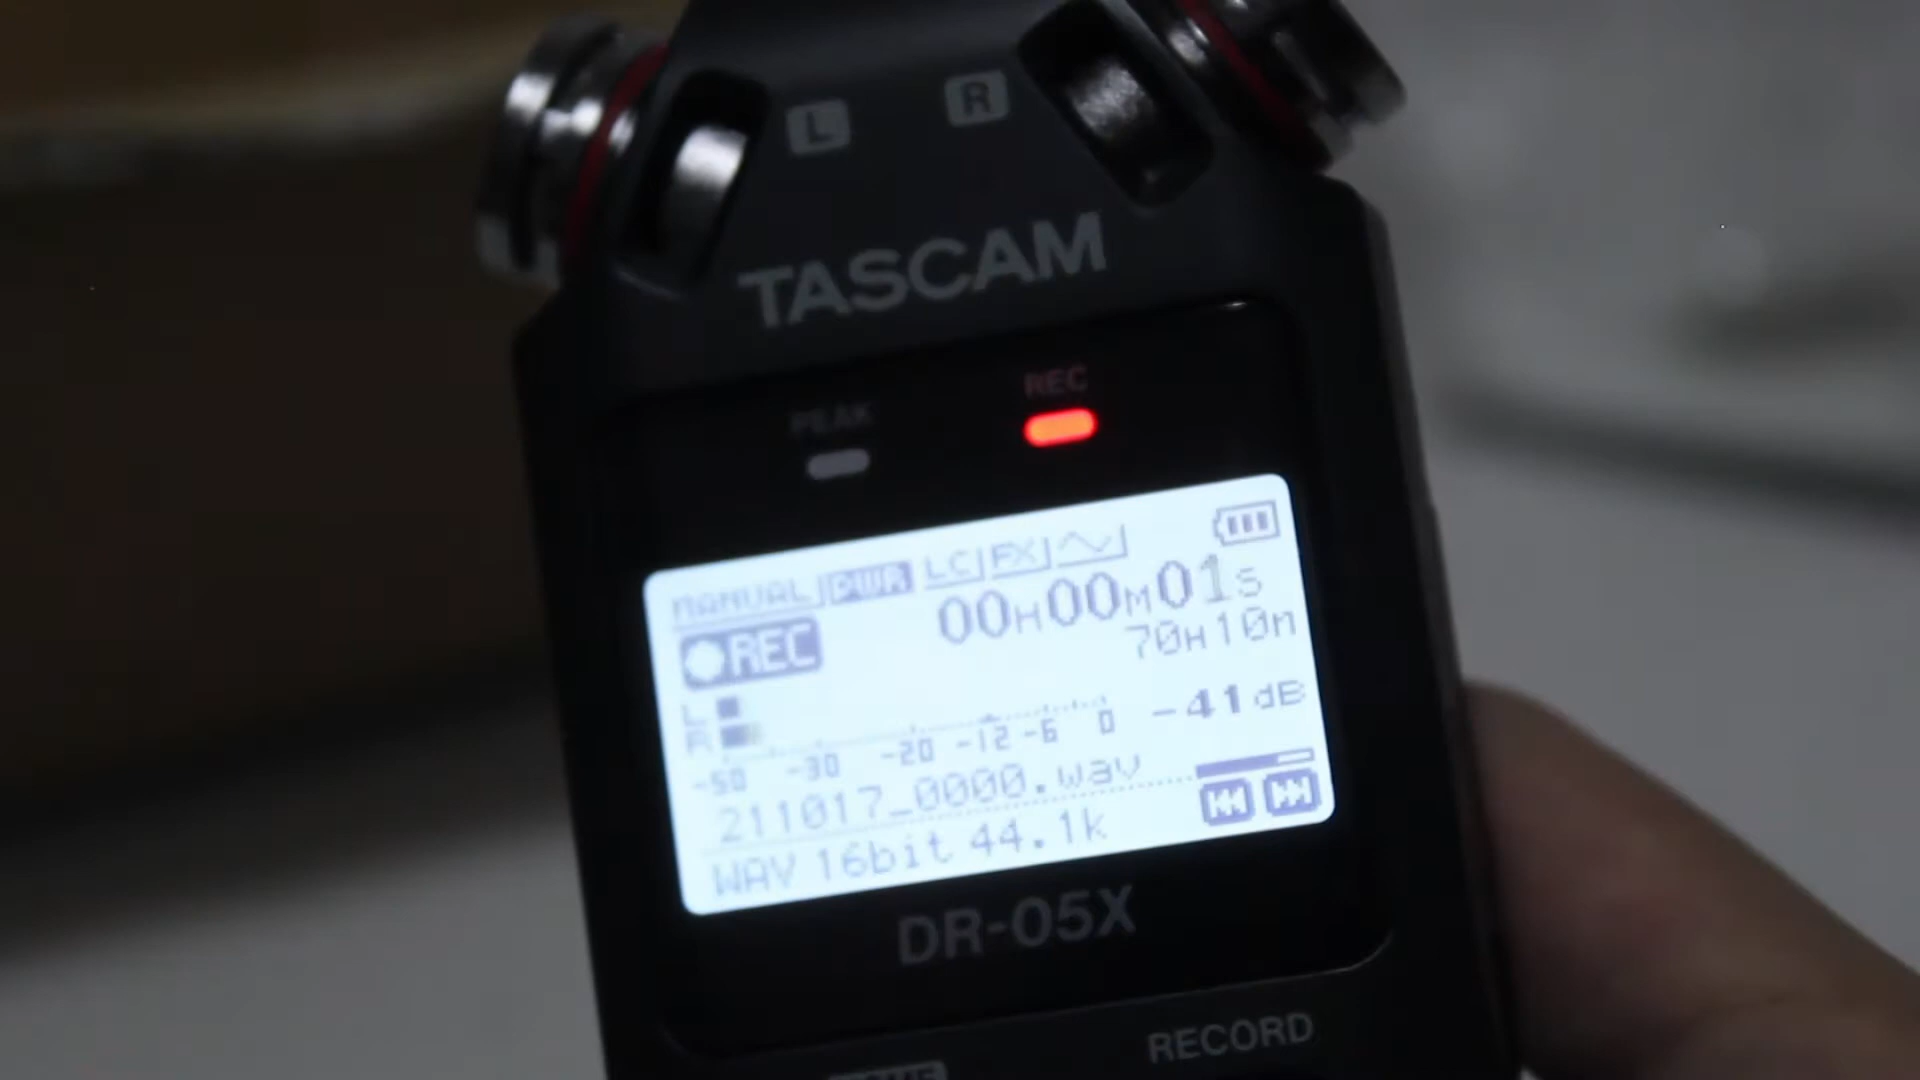 L R
TASCAM
PEAK REC
MANUAL PWR LC FX
REC 00H00M01S
70H10m
L
R -41dB
-50 -30 -20 -12 -6 0
211017_0000.wav
WAV 16bit 44.1k
DR-05X
RECORD